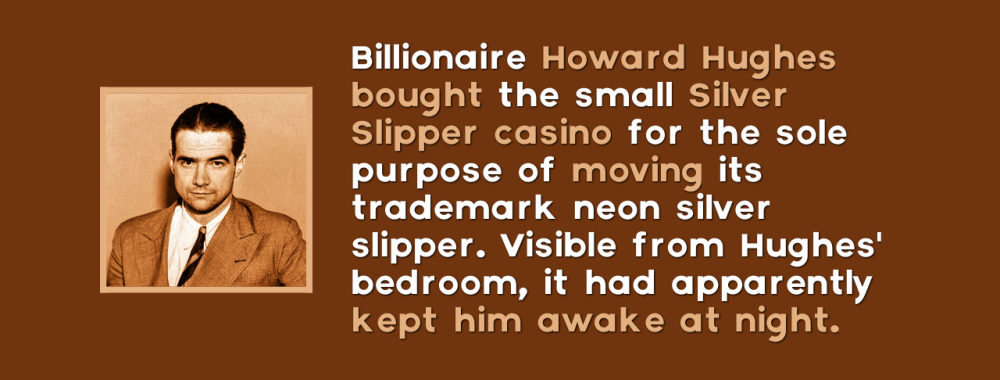 Billionaire Howard Hughes
bought the small Silver
Slipper casino for the sole
purpose of moving its
trademark neon silver
slipper. Visible from Hughes'
bedroom, it had apparently
kept him awake at night.